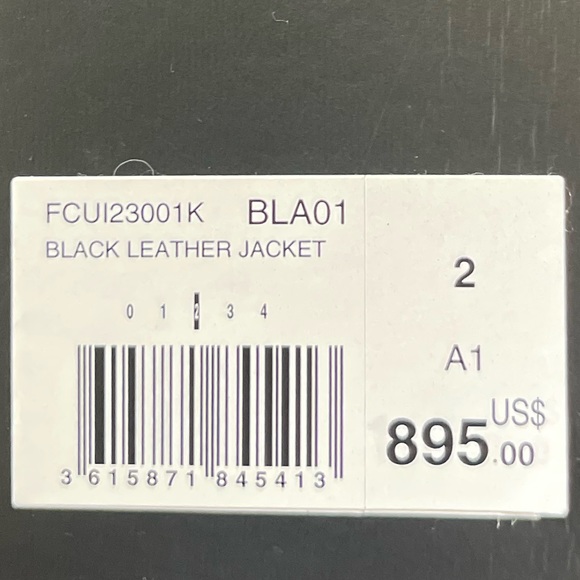 FCUI23001K BLA01
BLACK LEATHER JACKET
0 1 2 3 4
3 615871 845413
2
A1
US$
895.00